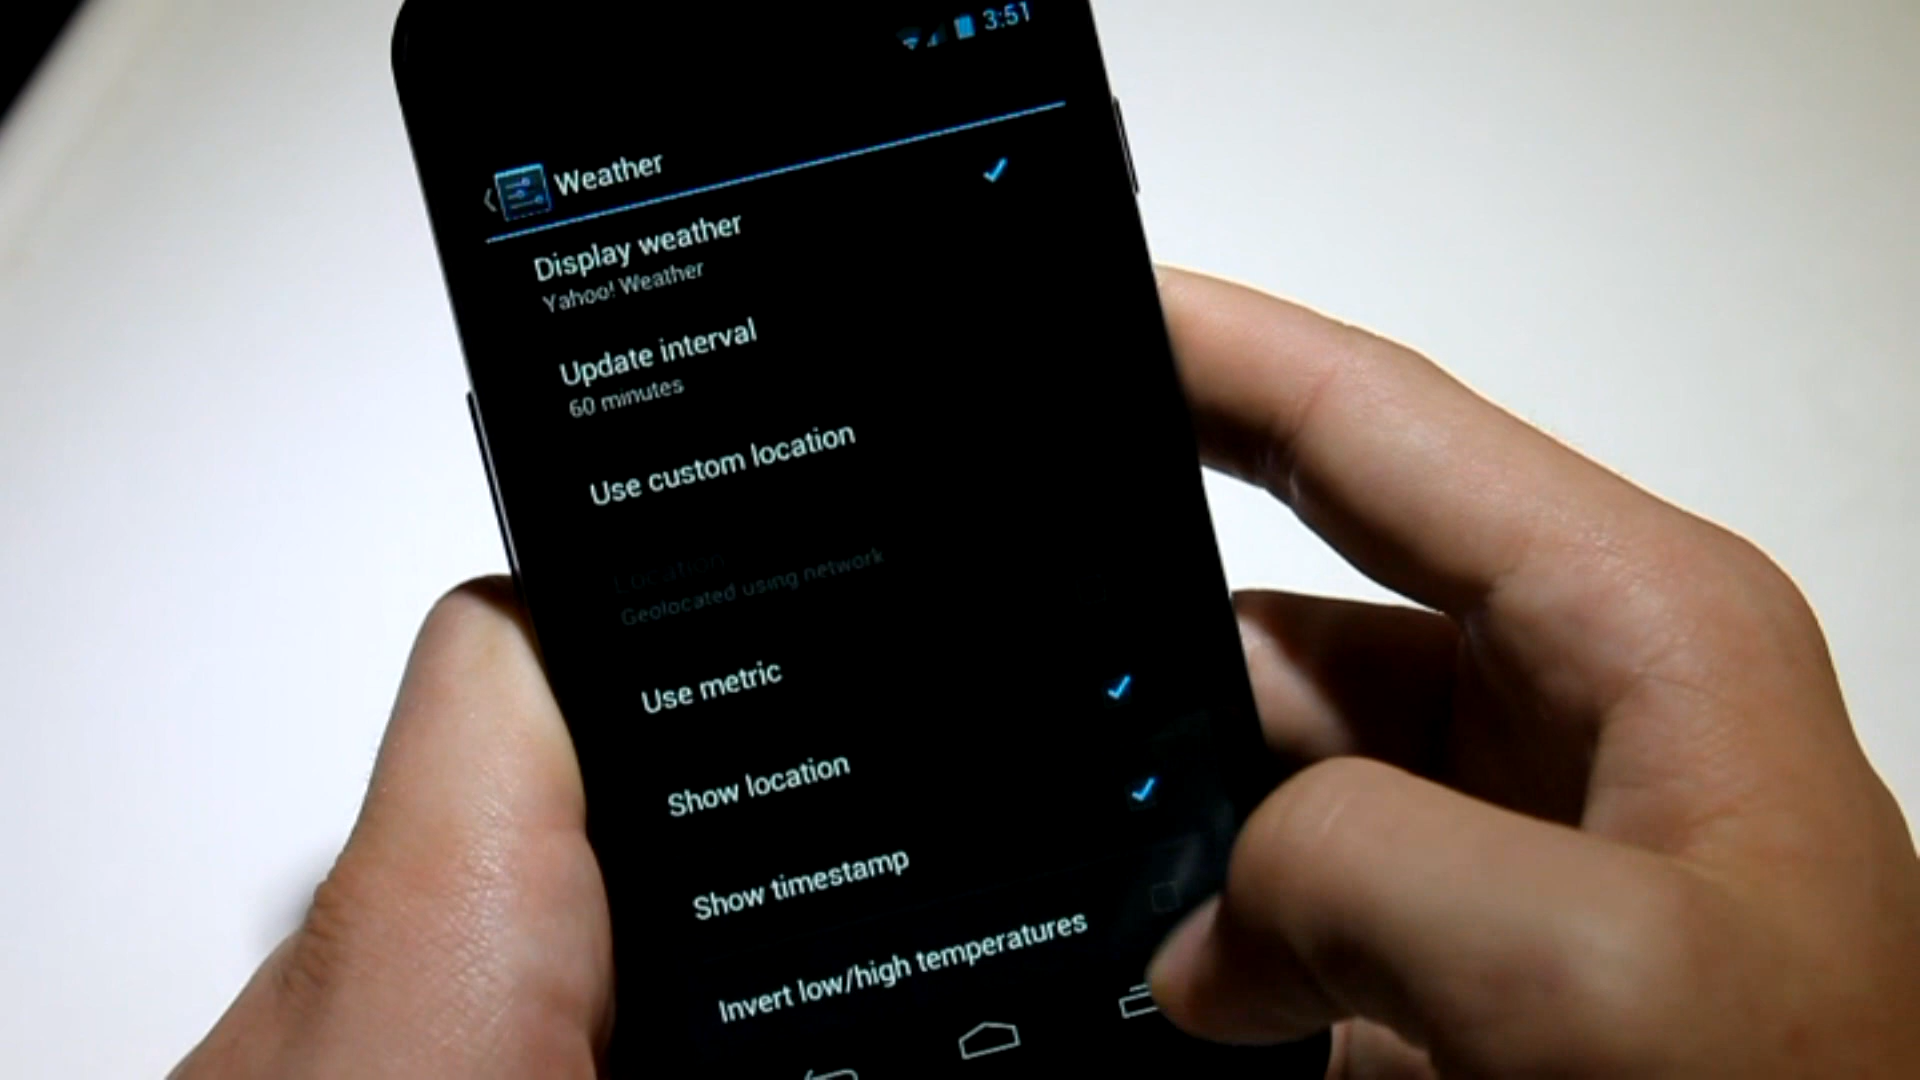 3:51
Weather
Display weather
Yahoo! Weather
Update interval
60 minutes
Use custom location
Location
Geolocated using network
Use metric
Show location
Show timestamp
Invert low/high temperatures